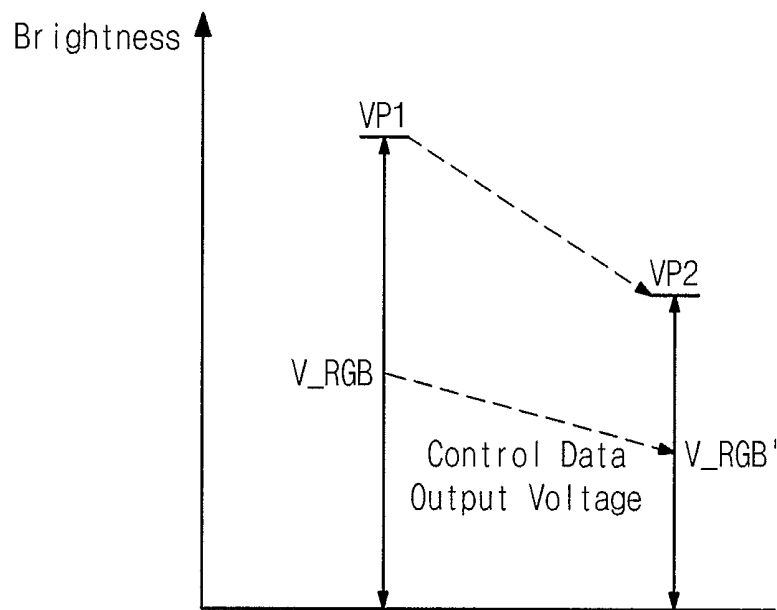 Brightness
VP1
VP2
V_RGB
V_RGB'
Control Data
Output Voltage